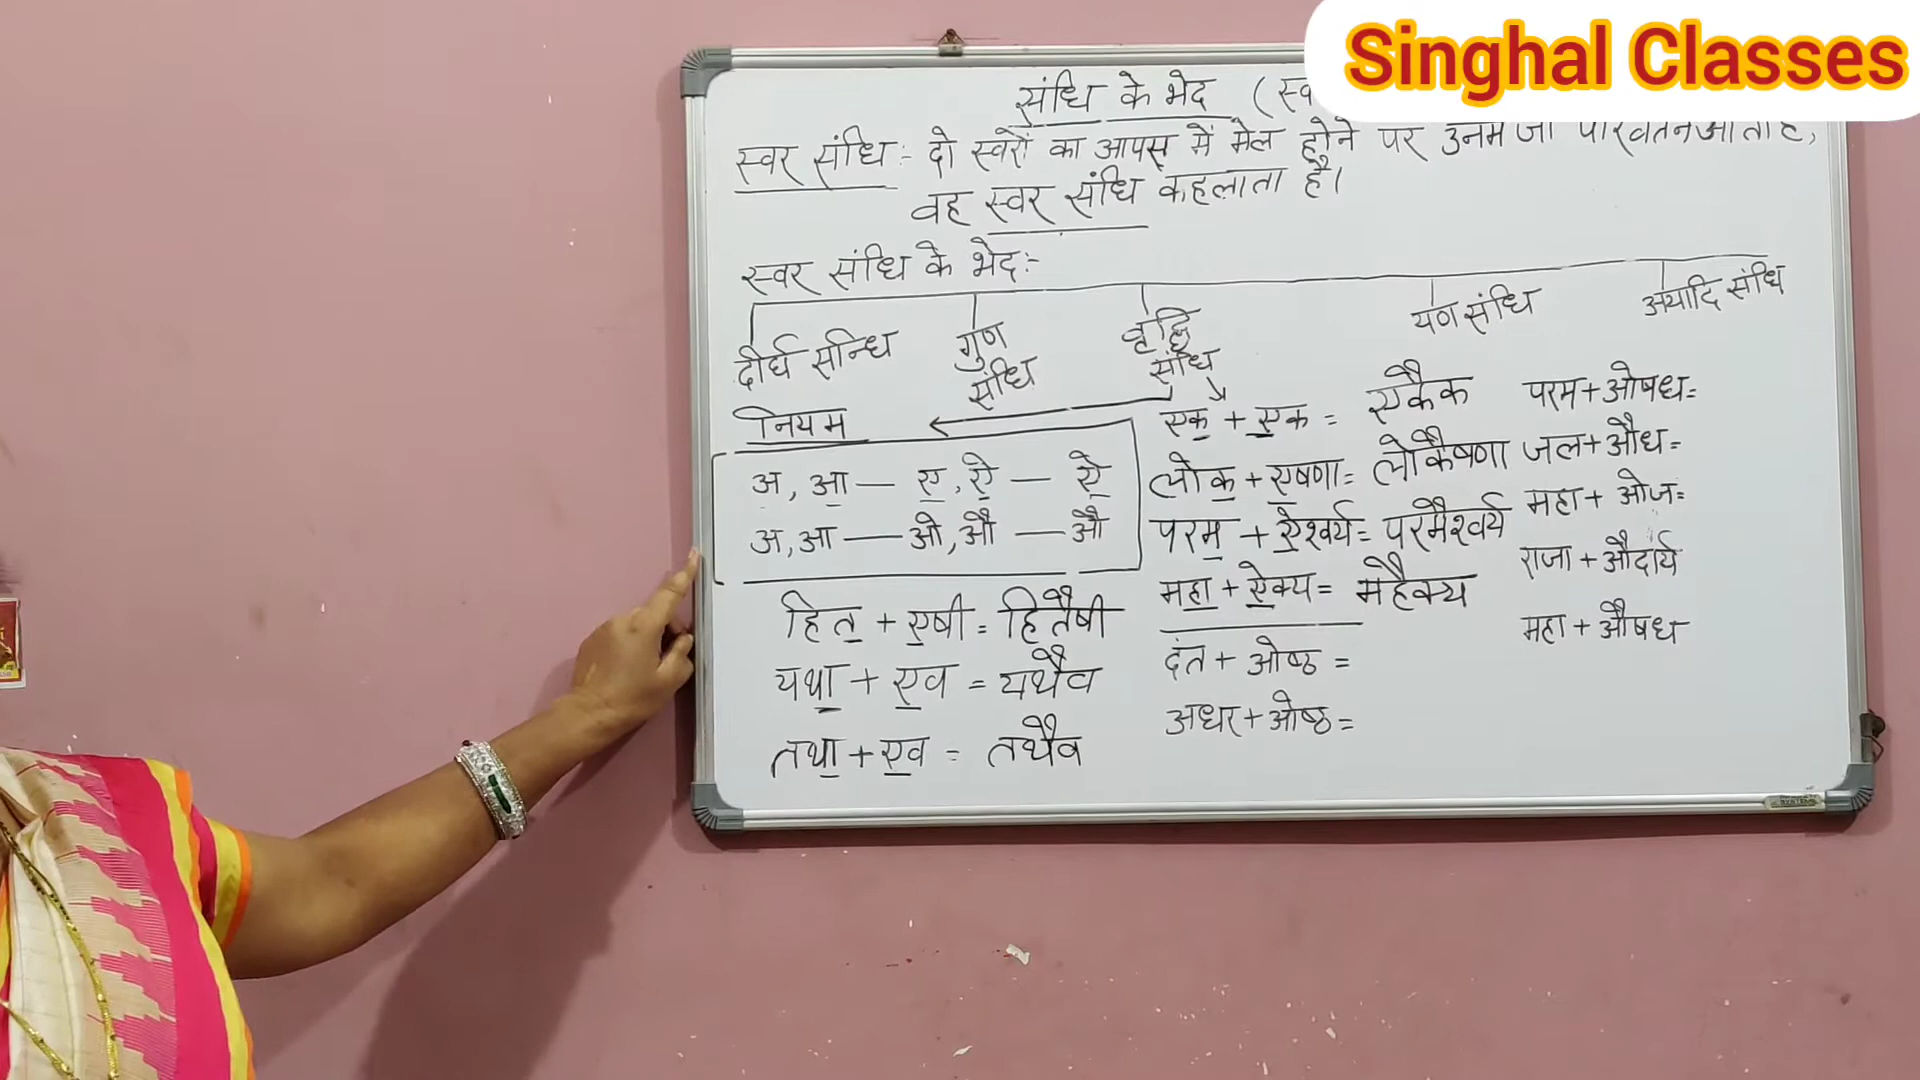 Singhal Classes
संधि के भेद (स्व
स्वर संधि :- दो स्वरों का आपस में मेल होने पर उनमें जो परिवर्तन आता है,
वह स्वर संधि कहलाता है।
स्वर संधि के भेद:-
दीर्घ सन्धि गुण संधि वृद्धि संधि यण संधि अयादि संधि
नियम
अ, आ — ए, ऐ — ऐ
अ, आ — ओ, औ — औ
हित + एषी = हितैषी
यथा + एव = यथैव
तथा + एव = तथैव
एक + एक = एकैक
लोक + एषणा = लोकैषणा
परम + ऐश्वर्य = परमैश्वर्य
महा + ऐक्य = महैक्य
दंत + ओष्ठ =
अधर + ओष्ठ =
परम + ओषध =
जल + औध =
महा + ओज =
राजा + औदार्य
महा + औषध